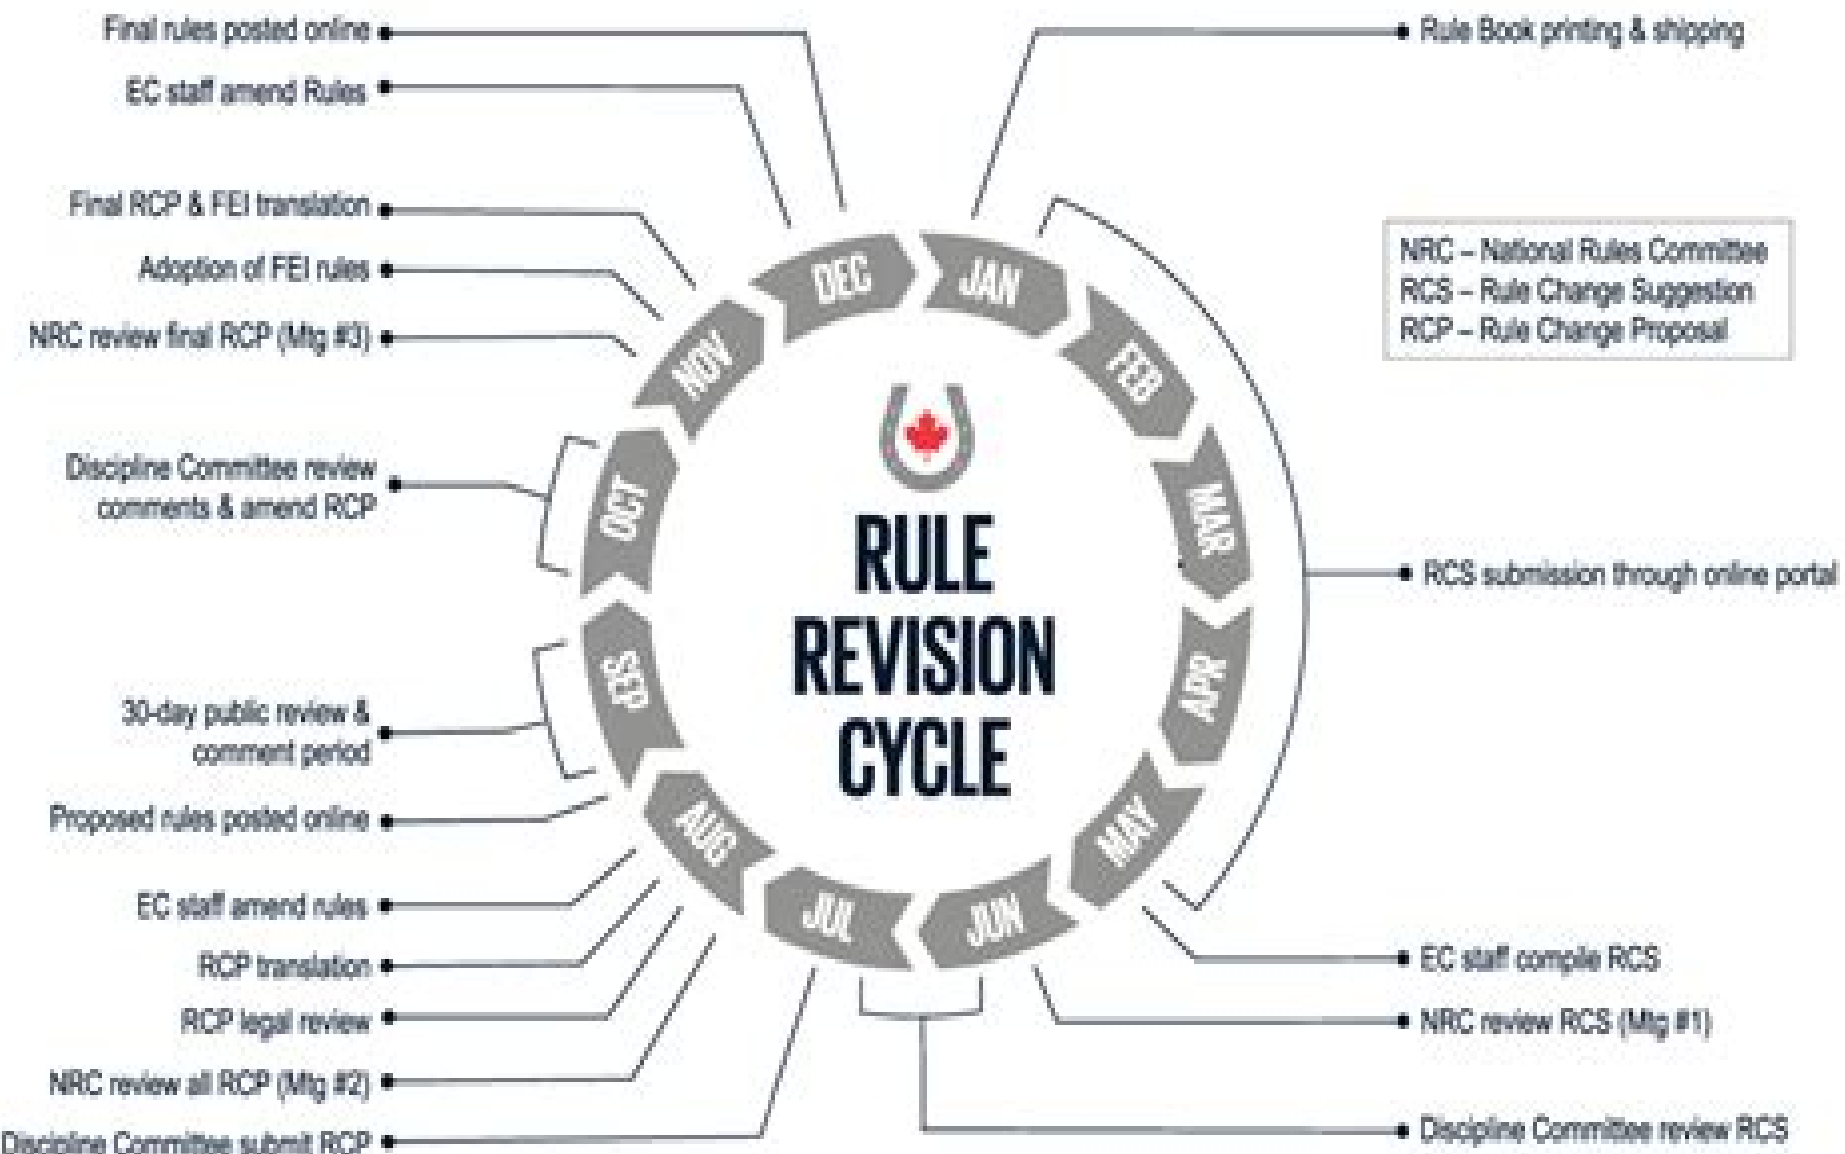 Final rules posted online
EC staff amend Rules
Final RCP & FEI translation
Adoption of FEI rules
NRC review final RCP (Mtg #3)
Discipline Committee review
comments & amend RCP
30-day public review &
comment period
Proposed rules posted online
EC staff amend rules
RCP translation
RCP legal review
NRC review all RCP (Mtg #2)
Discipline Committee submit RCP
DEC
JAN
FEB
MAR
APR
MAY
JUN
JUL
AUG
SEP
OCT
NOV
RULE
REVISION
CYCLE
Rule Book printing & shipping
NRC – National Rules Committee
RCS – Rule Change Suggestion
RCP – Rule Change Proposal
RCS submission through online portal
EC staff compile RCS
NRC review RCS (Mtg #1)
Discipline Committee review RCS